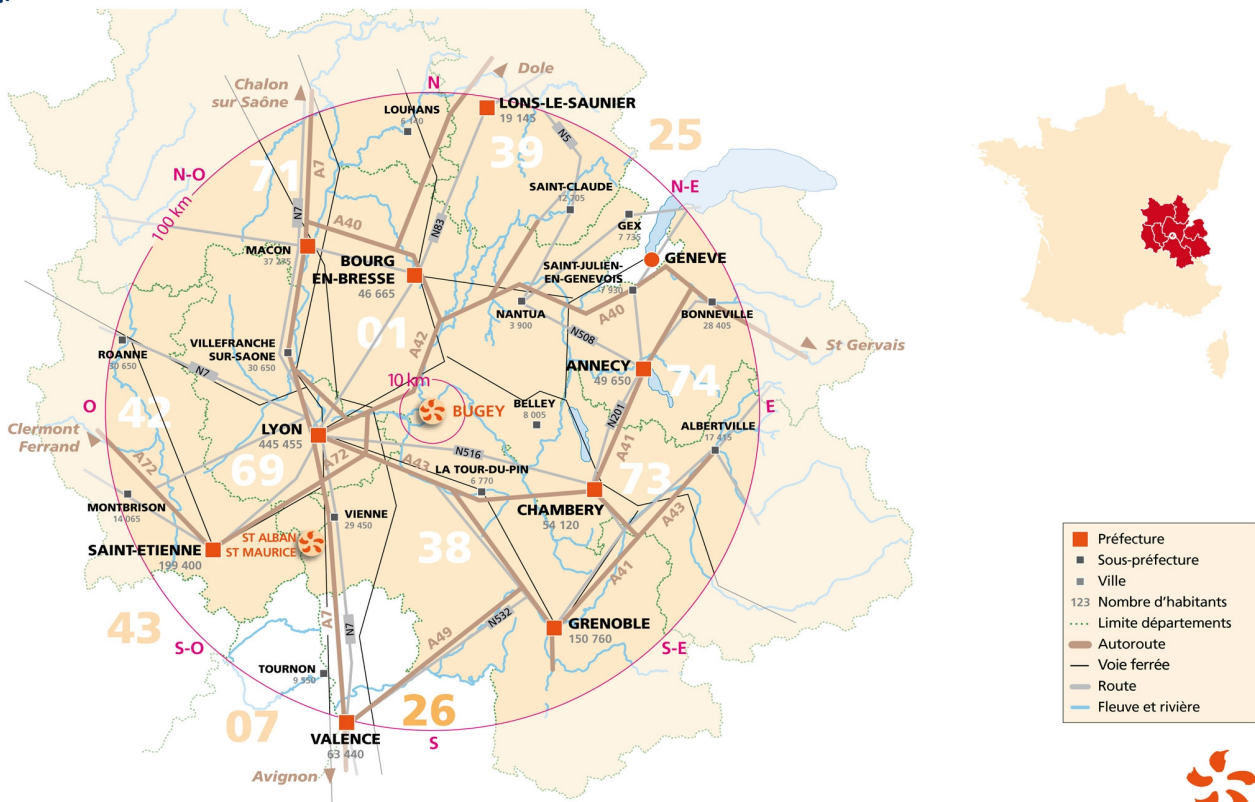 Chalon
sur Saône
N
Dole
LOUHANS
6 140
LONS-LE-SAUNIER
19 145
25
39
N5
71
A7
N-O
100 km
N7
A40
N83
SAINT-CLAUDE
12 705
N-E
GEX
7 735
MACON
37 275
BOURG
EN-BRESSE
46 665
SAINT-JULIEN-
EN-GENEVOIS
7 930
GENEVE
01
NANTUA
3 900
A40
BONNEVILLE
28 405
ROANNE
30 650
VILLEFRANCHE
SUR-SAONE
30 650
A42
N508
St Gervais
N7
ANNECY
49 650
74
10 km
BUGEY
BELLEY
8 005
N201
A41
O
42
E
ALBERTVILLE
17 415
Clermont
Ferrand
LYON
445 455
A72
69
A72
A43
N516
LA TOUR-DU-PIN
6 770
73
MONTBRISON
14 065
VIENNE
29 450
CHAMBERY
54 120
A43
SAINT-ETIENNE
199 400
ST ALBAN
ST MAURICE
38
A41
43
A7
N7
A49
N532
GRENOBLE
150 760
S-O
S-E
TOURNON
9 550
07
26
VALENCE
63 440
S
Avignon
Préfecture
Sous-préfecture
Ville
123 Nombre d'habitants
Limite départements
Autoroute
Voie ferrée
Route
Fleuve et rivière